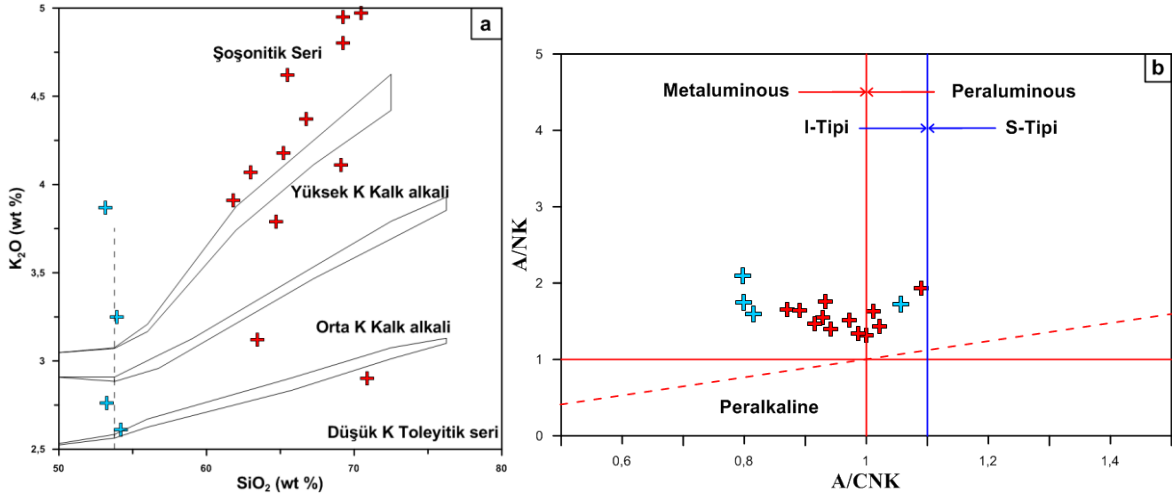 a
5
4,5
4
3,5
3
2,5
50
60
70
80
K2O (wt %)
SiO2 (wt %)
Şoşonitik Seri
Yüksek K Kalk alkali
Orta K Kalk alkali
Düşük K Toleyitik seri
b
5
4
3
2
1
0
0,6
0,8
1
1,2
1,4
A/NK
A/CNK
Metaluminous
Peraluminous
I-Tipi
S-Tipi
Peralkaline